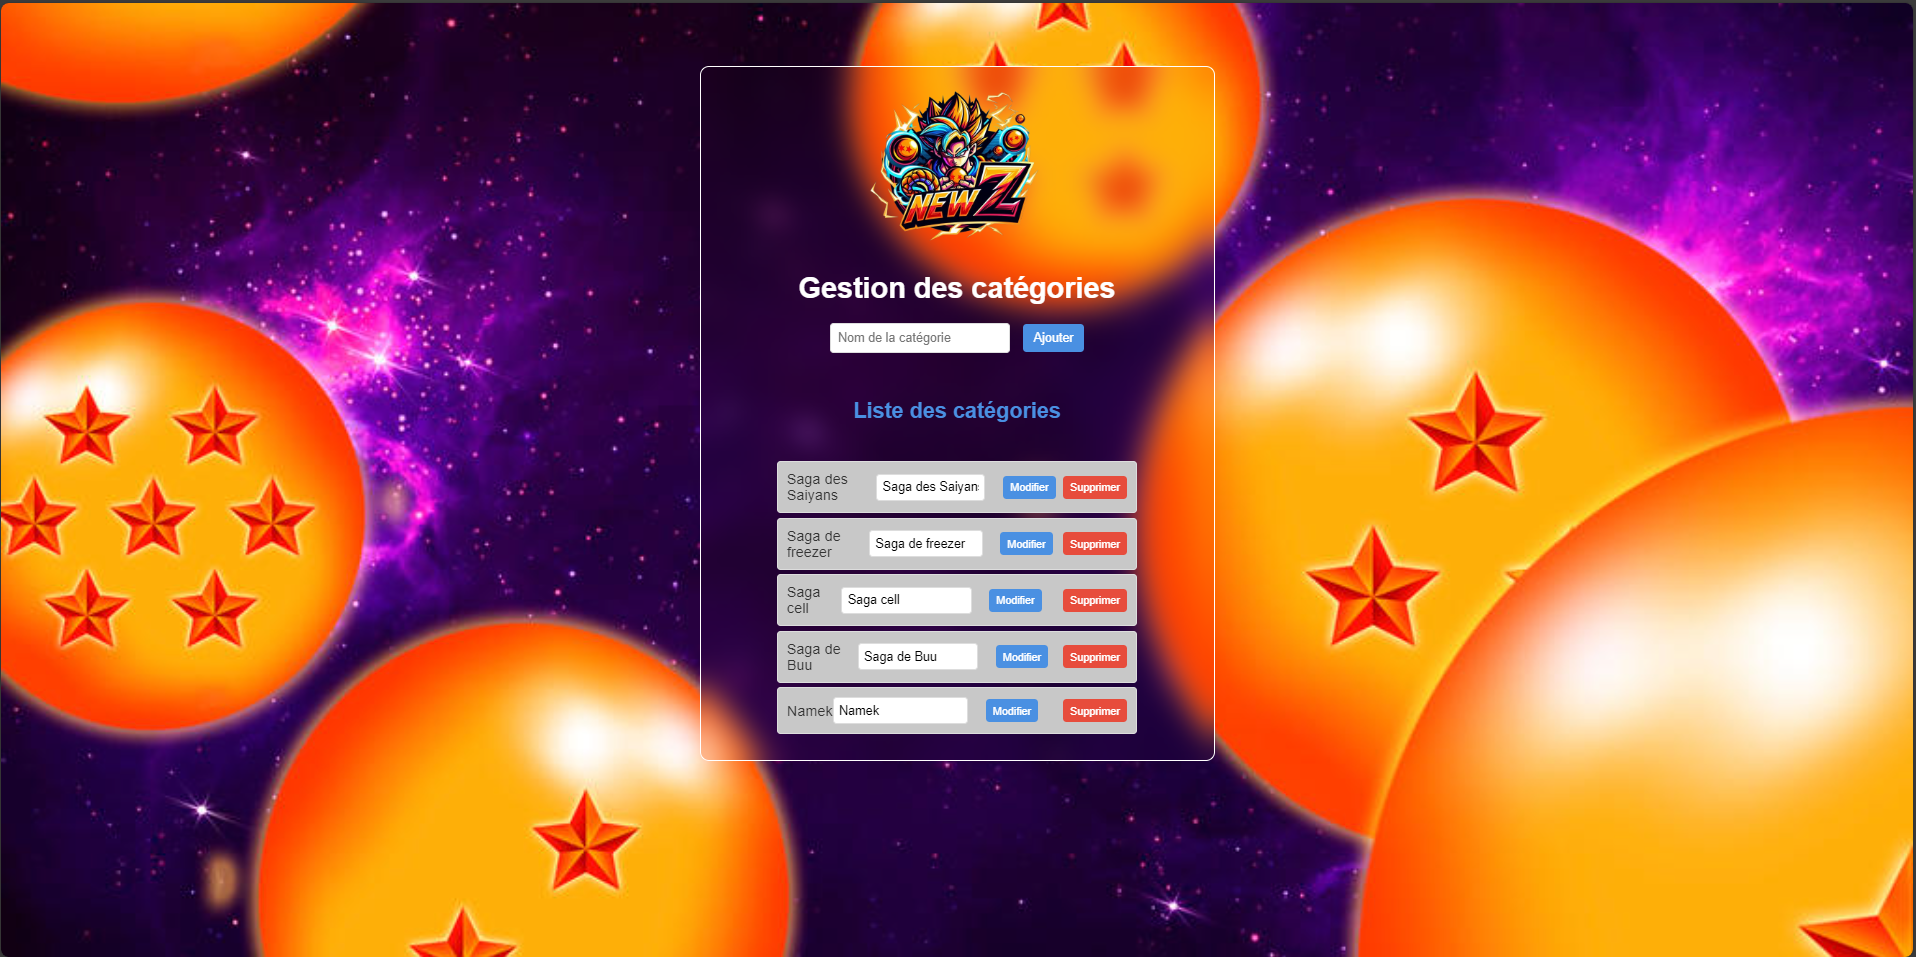 NEW Z
Gestion des catégories
Nom de la catégorie
Ajouter
Liste des catégories
Saga des
Saiyans
Saga des Saiyan
Modifier
Supprimer
Saga de
freezer
Saga de freezer
Modifier
Supprimer
Saga
cell
Saga cell
Modifier
Supprimer
Saga de
Buu
Saga de Buu
Modifier
Supprimer
Namek
Namek
Modifier
Supprimer